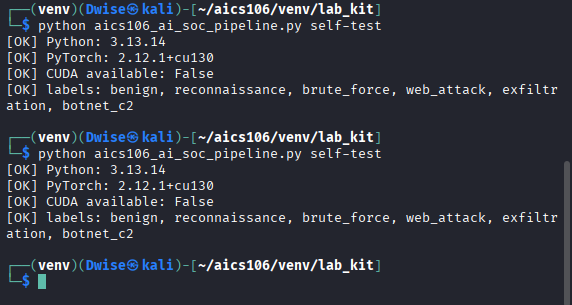 ┌──(venv)(Dwise㉿kali)-[~/aics106/venv/lab_kit]
└─$ python aics106_ai_soc_pipeline.py self-test
[OK] Python: 3.13.14
[OK] PyTorch: 2.12.1+cu130
[OK] CUDA available: False
[OK] labels: benign, reconnaissance, brute_force, web_attack, exfiltr
ation, botnet_c2
┌──(venv)(Dwise㉿kali)-[~/aics106/venv/lab_kit]
└─$ python aics106_ai_soc_pipeline.py self-test
[OK] Python: 3.13.14
[OK] PyTorch: 2.12.1+cu130
[OK] CUDA available: False
[OK] labels: benign, reconnaissance, brute_force, web_attack, exfiltr
ation, botnet_c2
┌──(venv)(Dwise㉿kali)-[~/aics106/venv/lab_kit]
└─$